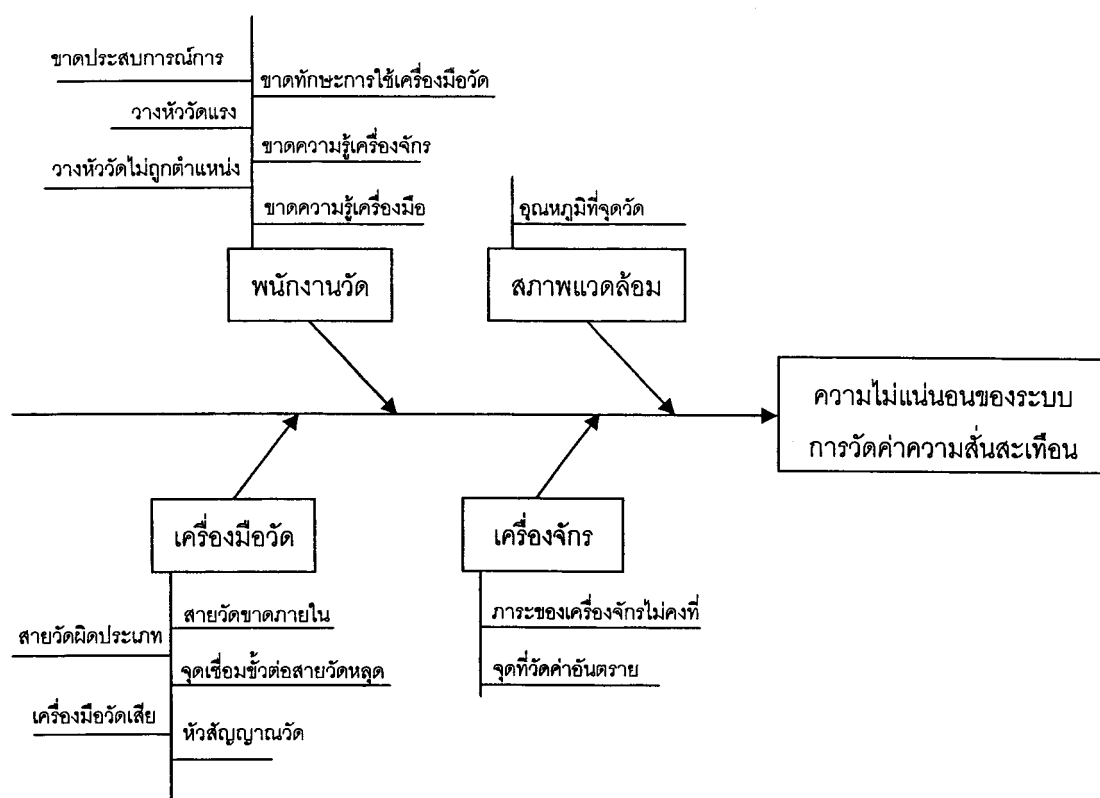 ขาดประสบการณ์การ
ขาดทักษะการใช้เครื่องมือวัด
วางหัววัดแรง
ขาดความรู้เครื่องจักร
วางหัววัดไม่ถูกตำแหน่ง
ขาดความรู้เครื่องมือ
อุณหภูมิที่จุดวัด
พนักงานวัด
สภาพแวดล้อม
ความไม่แน่นอนของระบบ
การวัดค่าความสั่นสะเทือน
เครื่องมือวัด
เครื่องจักร
สายวัดขาดภายใน
ภาระของเครื่องจักรไม่คงที่
สายวัดผิดประเภท
จุดเชื่อมขั้วต่อสายวัดหลุด
จุดที่วัดค่าอันตราย
เครื่องมือวัดเสีย
หัวสัญญาณวัด